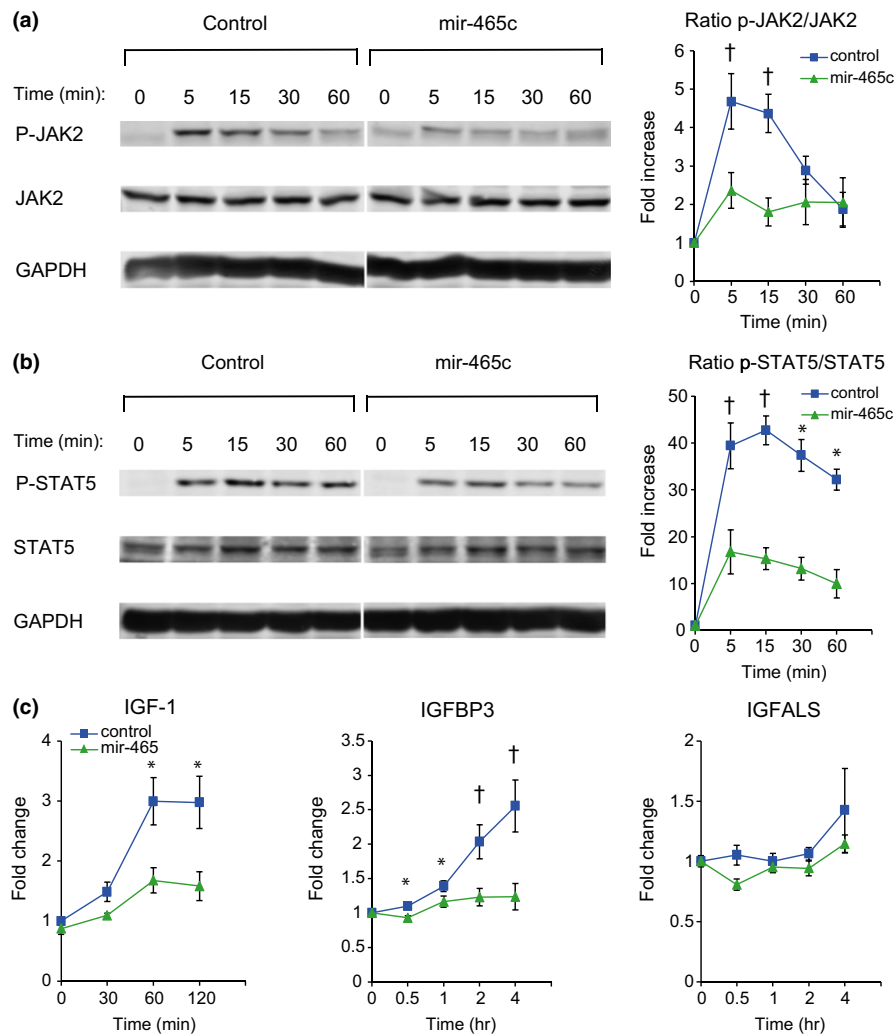 (a)
Control
mir-465c
Time (min):
0 5 15 30 60
0 5 15 30 60
P-JAK2
JAK2
GAPDH
Ratio p-JAK2/JAK2
6
5
4
3
2
1
0
Fold increase
† †
control
mir-465c
0 5 15 30 60
Time (min)
(b)
Control
mir-465c
Time (min):
0 5 15 30 60
0 5 15 30 60
P-STAT5
STAT5
GAPDH
Ratio p-STAT5/STAT5
50
40
30
20
10
0
Fold increase
† † * *
control
mir-465c
0 5 15 30 60
Time (min)
(c)
IGF-1
control
mir-465
4
3
2
1
0
Fold change
* *
0 30 60 120
Time (min)
IGFBP3
3.5
3
2.5
2
1.5
1
0.5
0
Fold change
* * † †
0 0.5 1 2 4
Time (hr)
IGFALS
2
1.5
1
0.5
0
Fold change
0 0.5 1 2 4
Time (hr)